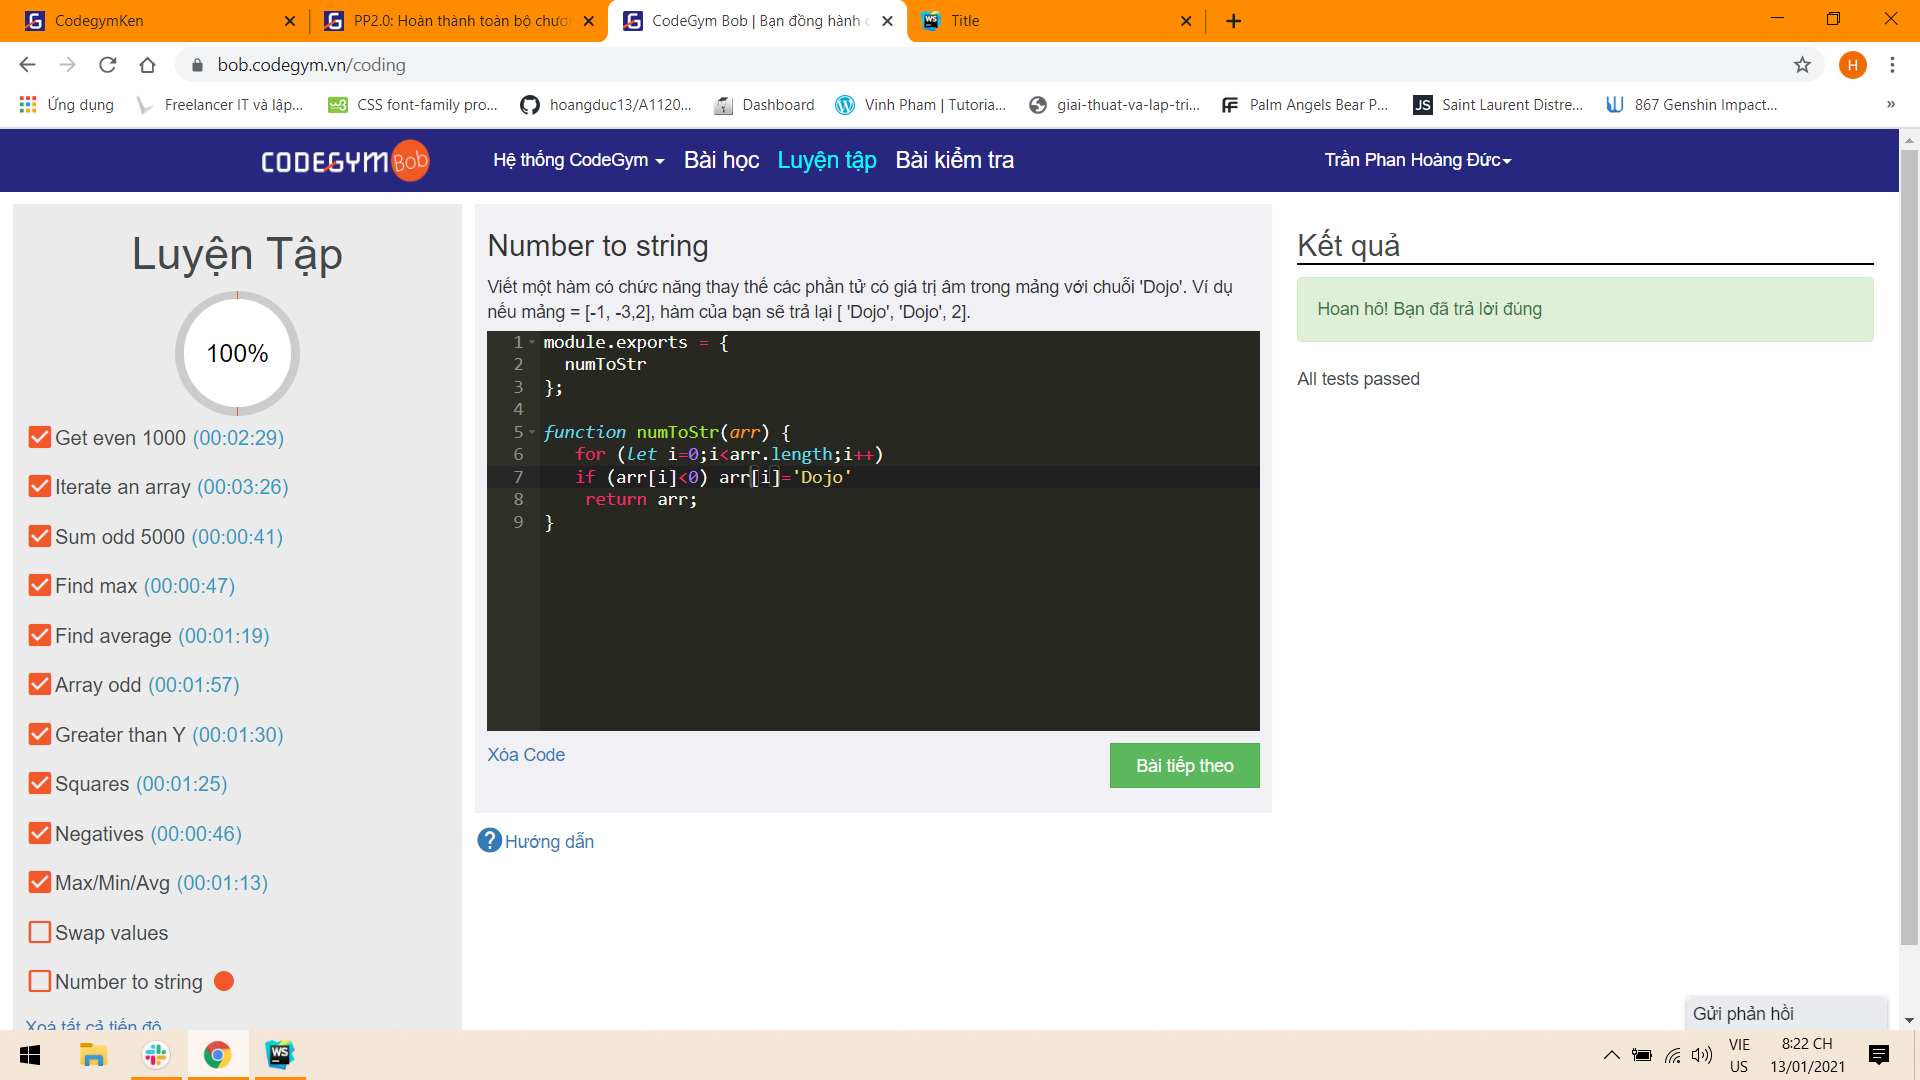 CodegymKen
PP2.0: Hoàn thành toàn bộ chươn
CodeGym Bob | Bạn đồng hành c
Title
bob.codegym.vn/coding
H
Ứng dụng
Freelancer IT và lập...
CSS font-family pro...
hoangduc13/A1120...
Dashboard
Vinh Pham | Tutoria...
giai-thuat-va-lap-tri...
Palm Angels Bear P...
Saint Laurent Distre...
867 Genshin Impact...
CODEGYM Bob
Hệ thống CodeGym
Bài học
Luyện tập
Bài kiểm tra
Trần Phan Hoàng Đức
Luyện Tập
100%
Get even 1000 (00:02:29)
Iterate an array (00:03:26)
Sum odd 5000 (00:00:41)
Find max (00:00:47)
Find average (00:01:19)
Array odd (00:01:57)
Greater than Y (00:01:30)
Squares (00:01:25)
Negatives (00:00:46)
Max/Min/Avg (00:01:13)
Swap values
Number to string
Xoá tất cả tiến độ
Number to string
Viết một hàm có chức năng thay thế các phần tử có giá trị âm trong mảng với chuỗi 'Dojo'. Ví dụ
nếu mảng = [-1, -3,2], hàm của bạn sẽ trả lại [ 'Dojo', 'Dojo', 2].
1 module.exports = {
2 numToStr
3 };
4
5 function numToStr(arr) {
6 for (let i=0;i<arr.length;i++)
7 if (arr[i]<0) arr[i]='Dojo'
8 return arr;
9 }
Xóa Code
Bài tiếp theo
? Hướng dẫn
Kết quả
Hoan hô! Bạn đã trả lời đúng
All tests passed
Gửi phản hồi
WS
VIE
US
8:22 CH
13/01/2021